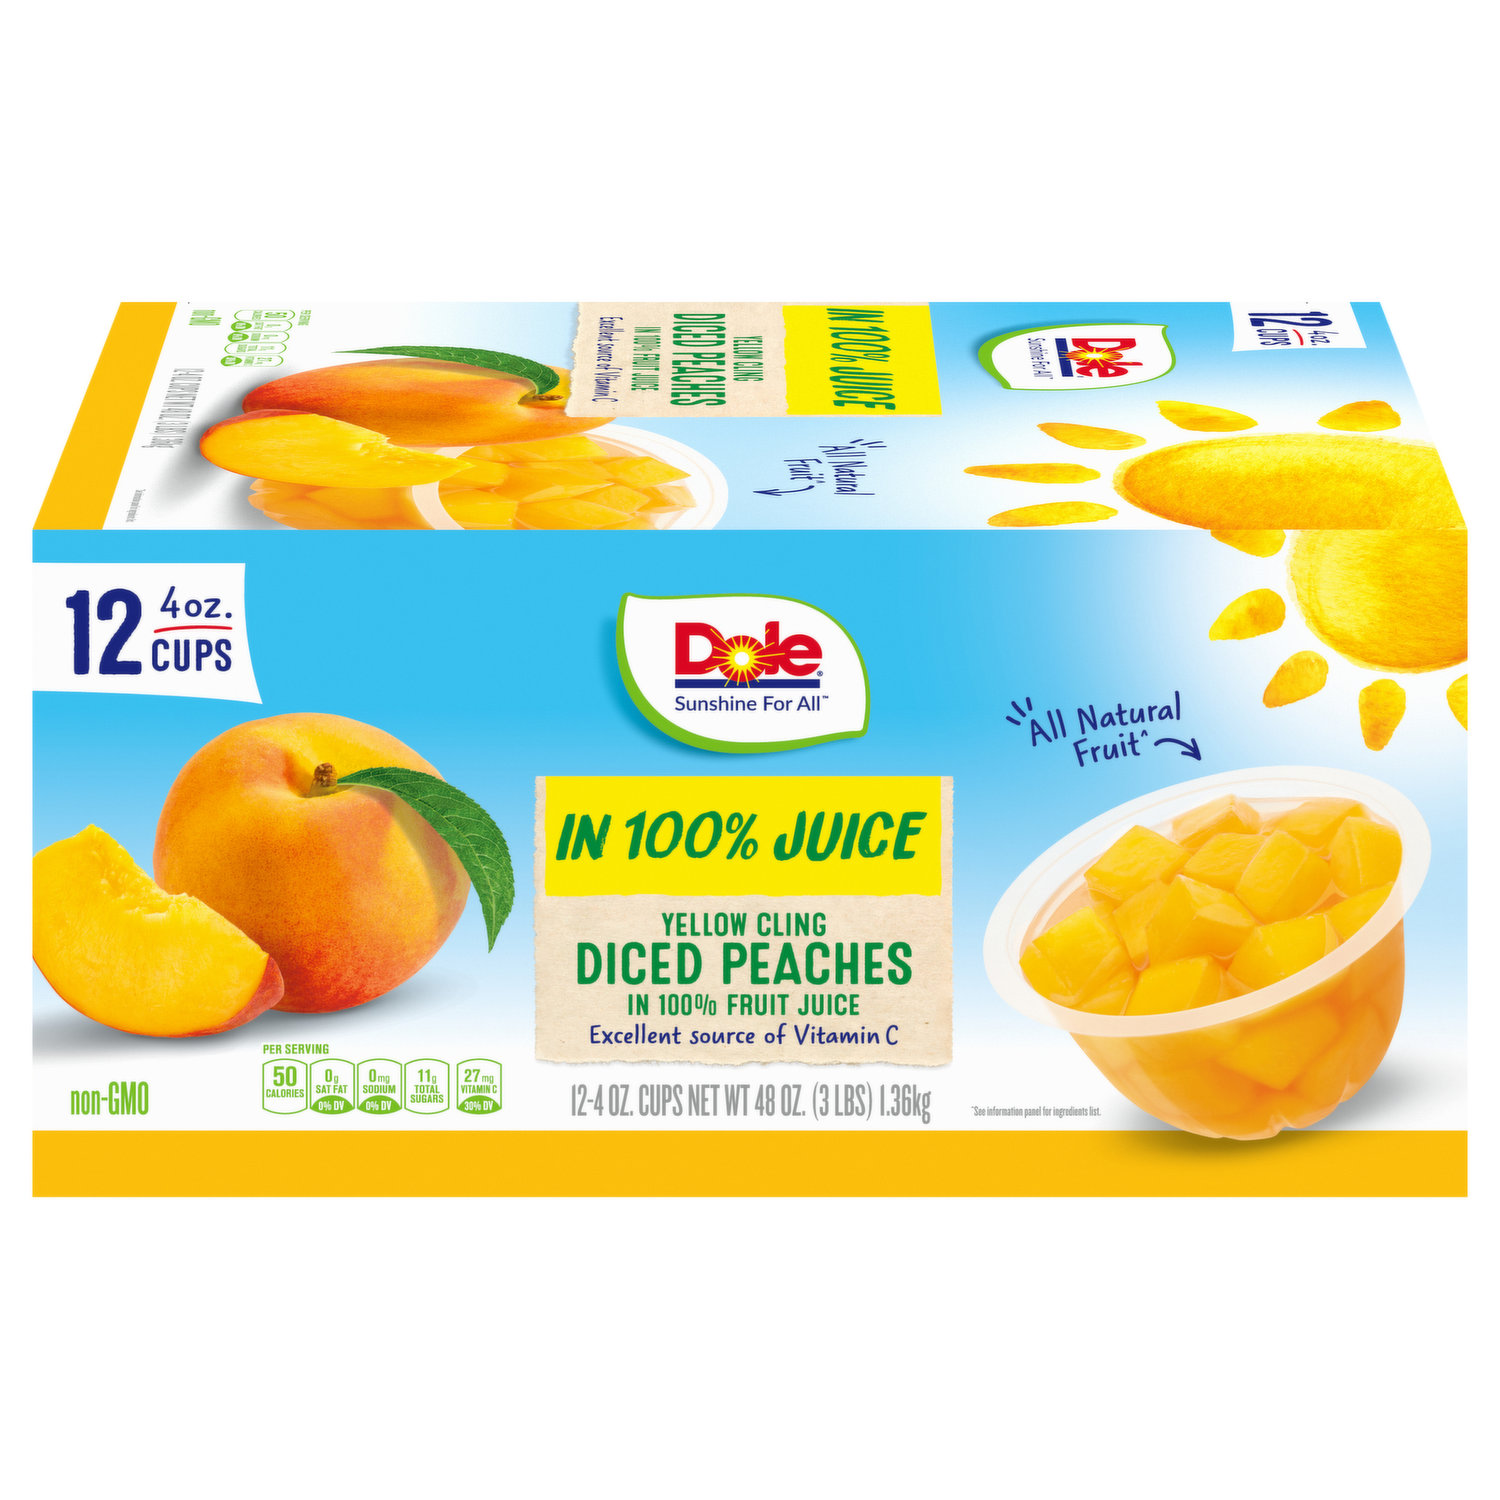 12 4oz. CUPS
Dole®
Sunshine For All™
IN 100% JUICE
YELLOW CLING
DICED PEACHES
IN 100% FRUIT JUICE
Excellent source of Vitamin C
All Natural
Fruit^
non-GMO
12
4oz.
CUPS
Dole®
Sunshine For All™
All Natural
Fruit^
IN 100% JUICE
YELLOW CLING
DICED PEACHES
IN 100% FRUIT JUICE
Excellent source of Vitamin C
PER SERVING
50 CALORIES
0g SAT FAT 0% DV
0mg SODIUM 0% DV
11g TOTAL SUGARS
27mg VITAMIN C 30% DV
non-GMO
12-4 OZ. CUPS NET WT 48 OZ. (3 LBS) 1.36kg
^See information panel for ingredients list.